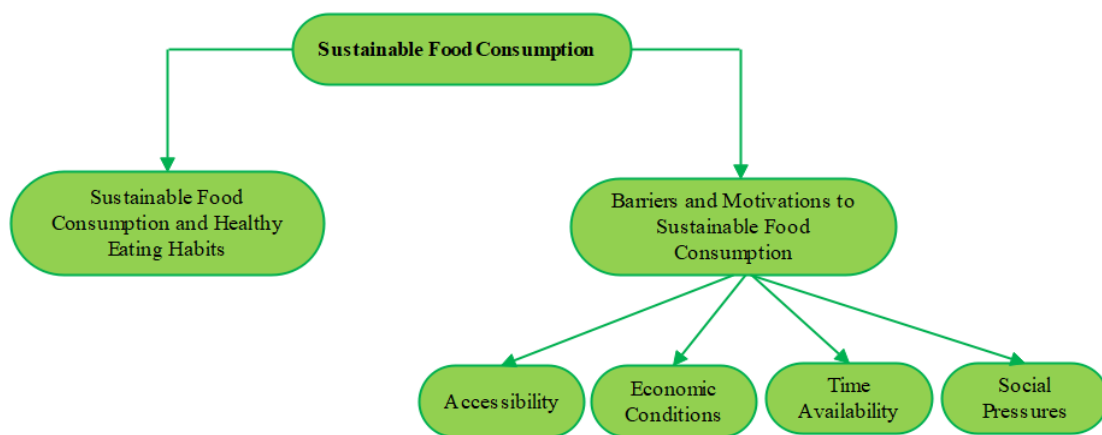 Sustainable Food Consumption
Sustainable Food
Consumption and Healthy
Eating Habits
Barriers and Motivations to
Sustainable Food
Consumption
Accessibility
Economic
Conditions
Time
Availability
Social
Pressures